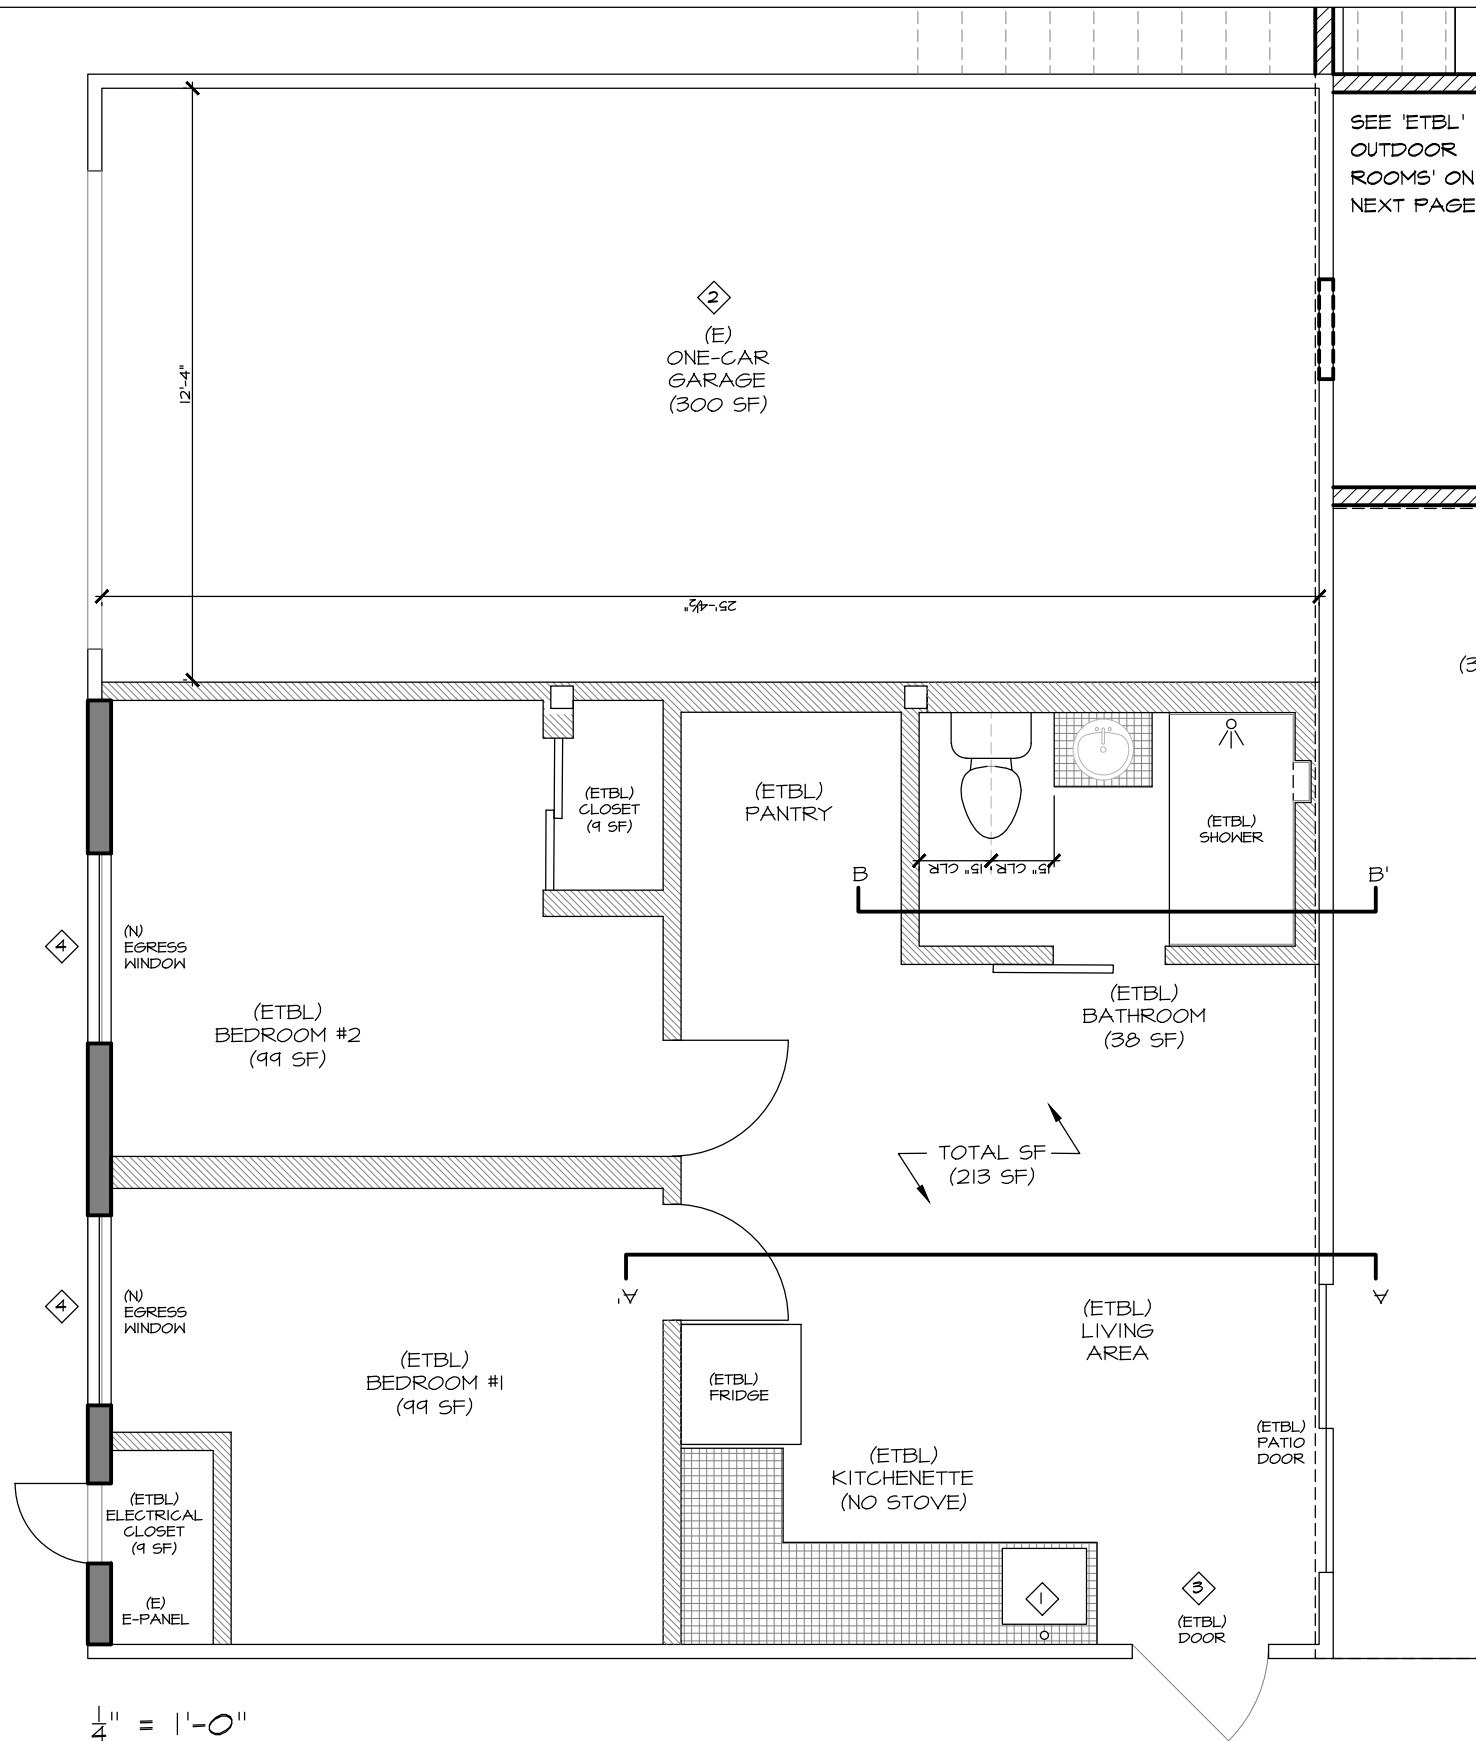 SEE 'ETBL'
OUTDOOR
ROOMS' ON
NEXT PAGE
2
(E)
ONE-CAR
GARAGE
(300 SF)
12'-4"
25'-4½"
(3
(ETBL)
CLOSET
(9 SF)
(ETBL)
PANTRY
(ETBL)
SHOWER
15" CLR
15" CLR
B
B'
4
(N)
EGRESS
WINDOW
(ETBL)
BEDROOM #2
(99 SF)
(ETBL)
BATHROOM
(38 SF)
TOTAL SF
(213 SF)
A'
A
4
(N)
EGRESS
WINDOW
(ETBL)
LIVING
AREA
(ETBL)
BEDROOM #1
(99 SF)
(ETBL)
FRIDGE
(ETBL)
PATIO
DOOR
(ETBL)
KITCHENETTE
(NO STOVE)
(ETBL)
ELECTRICAL
CLOSET
(9 SF)
(E)
E-PANEL
1
3
(ETBL)
DOOR
¼" = 1'-0"